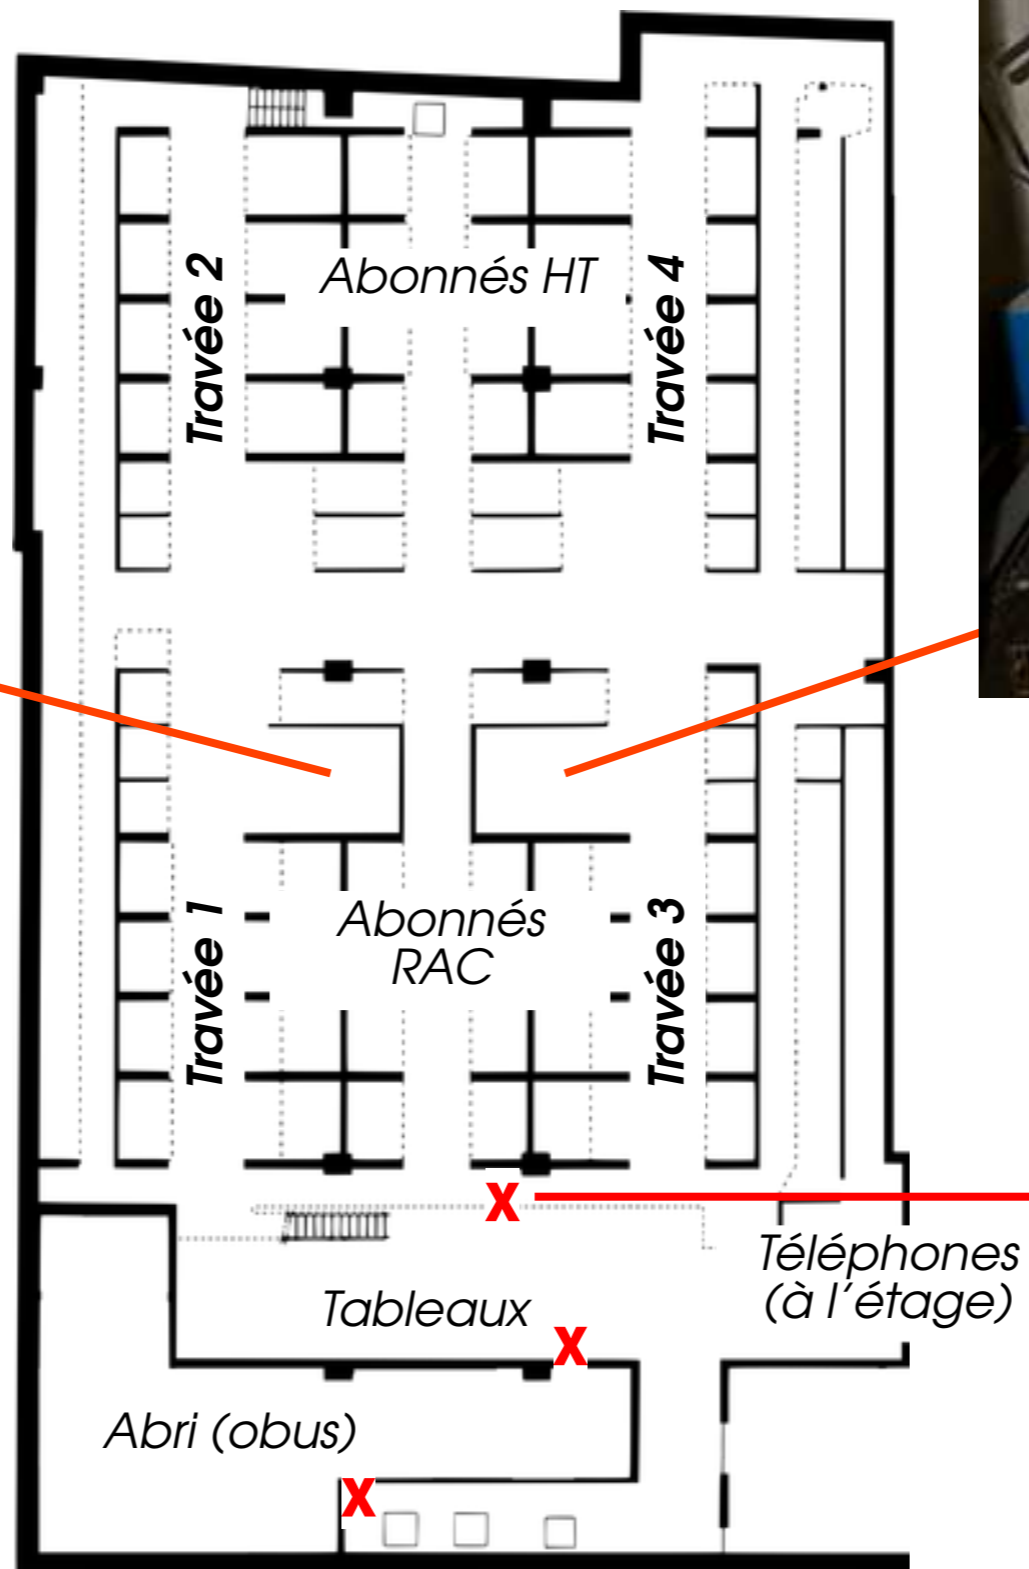 Travée 2
Abonnés HT
Travée 4
Travée 1
Abonnés
RAC
Travée 3
X
Téléphones
(à l'étage)
Tableaux
X
Abri (obus)
X